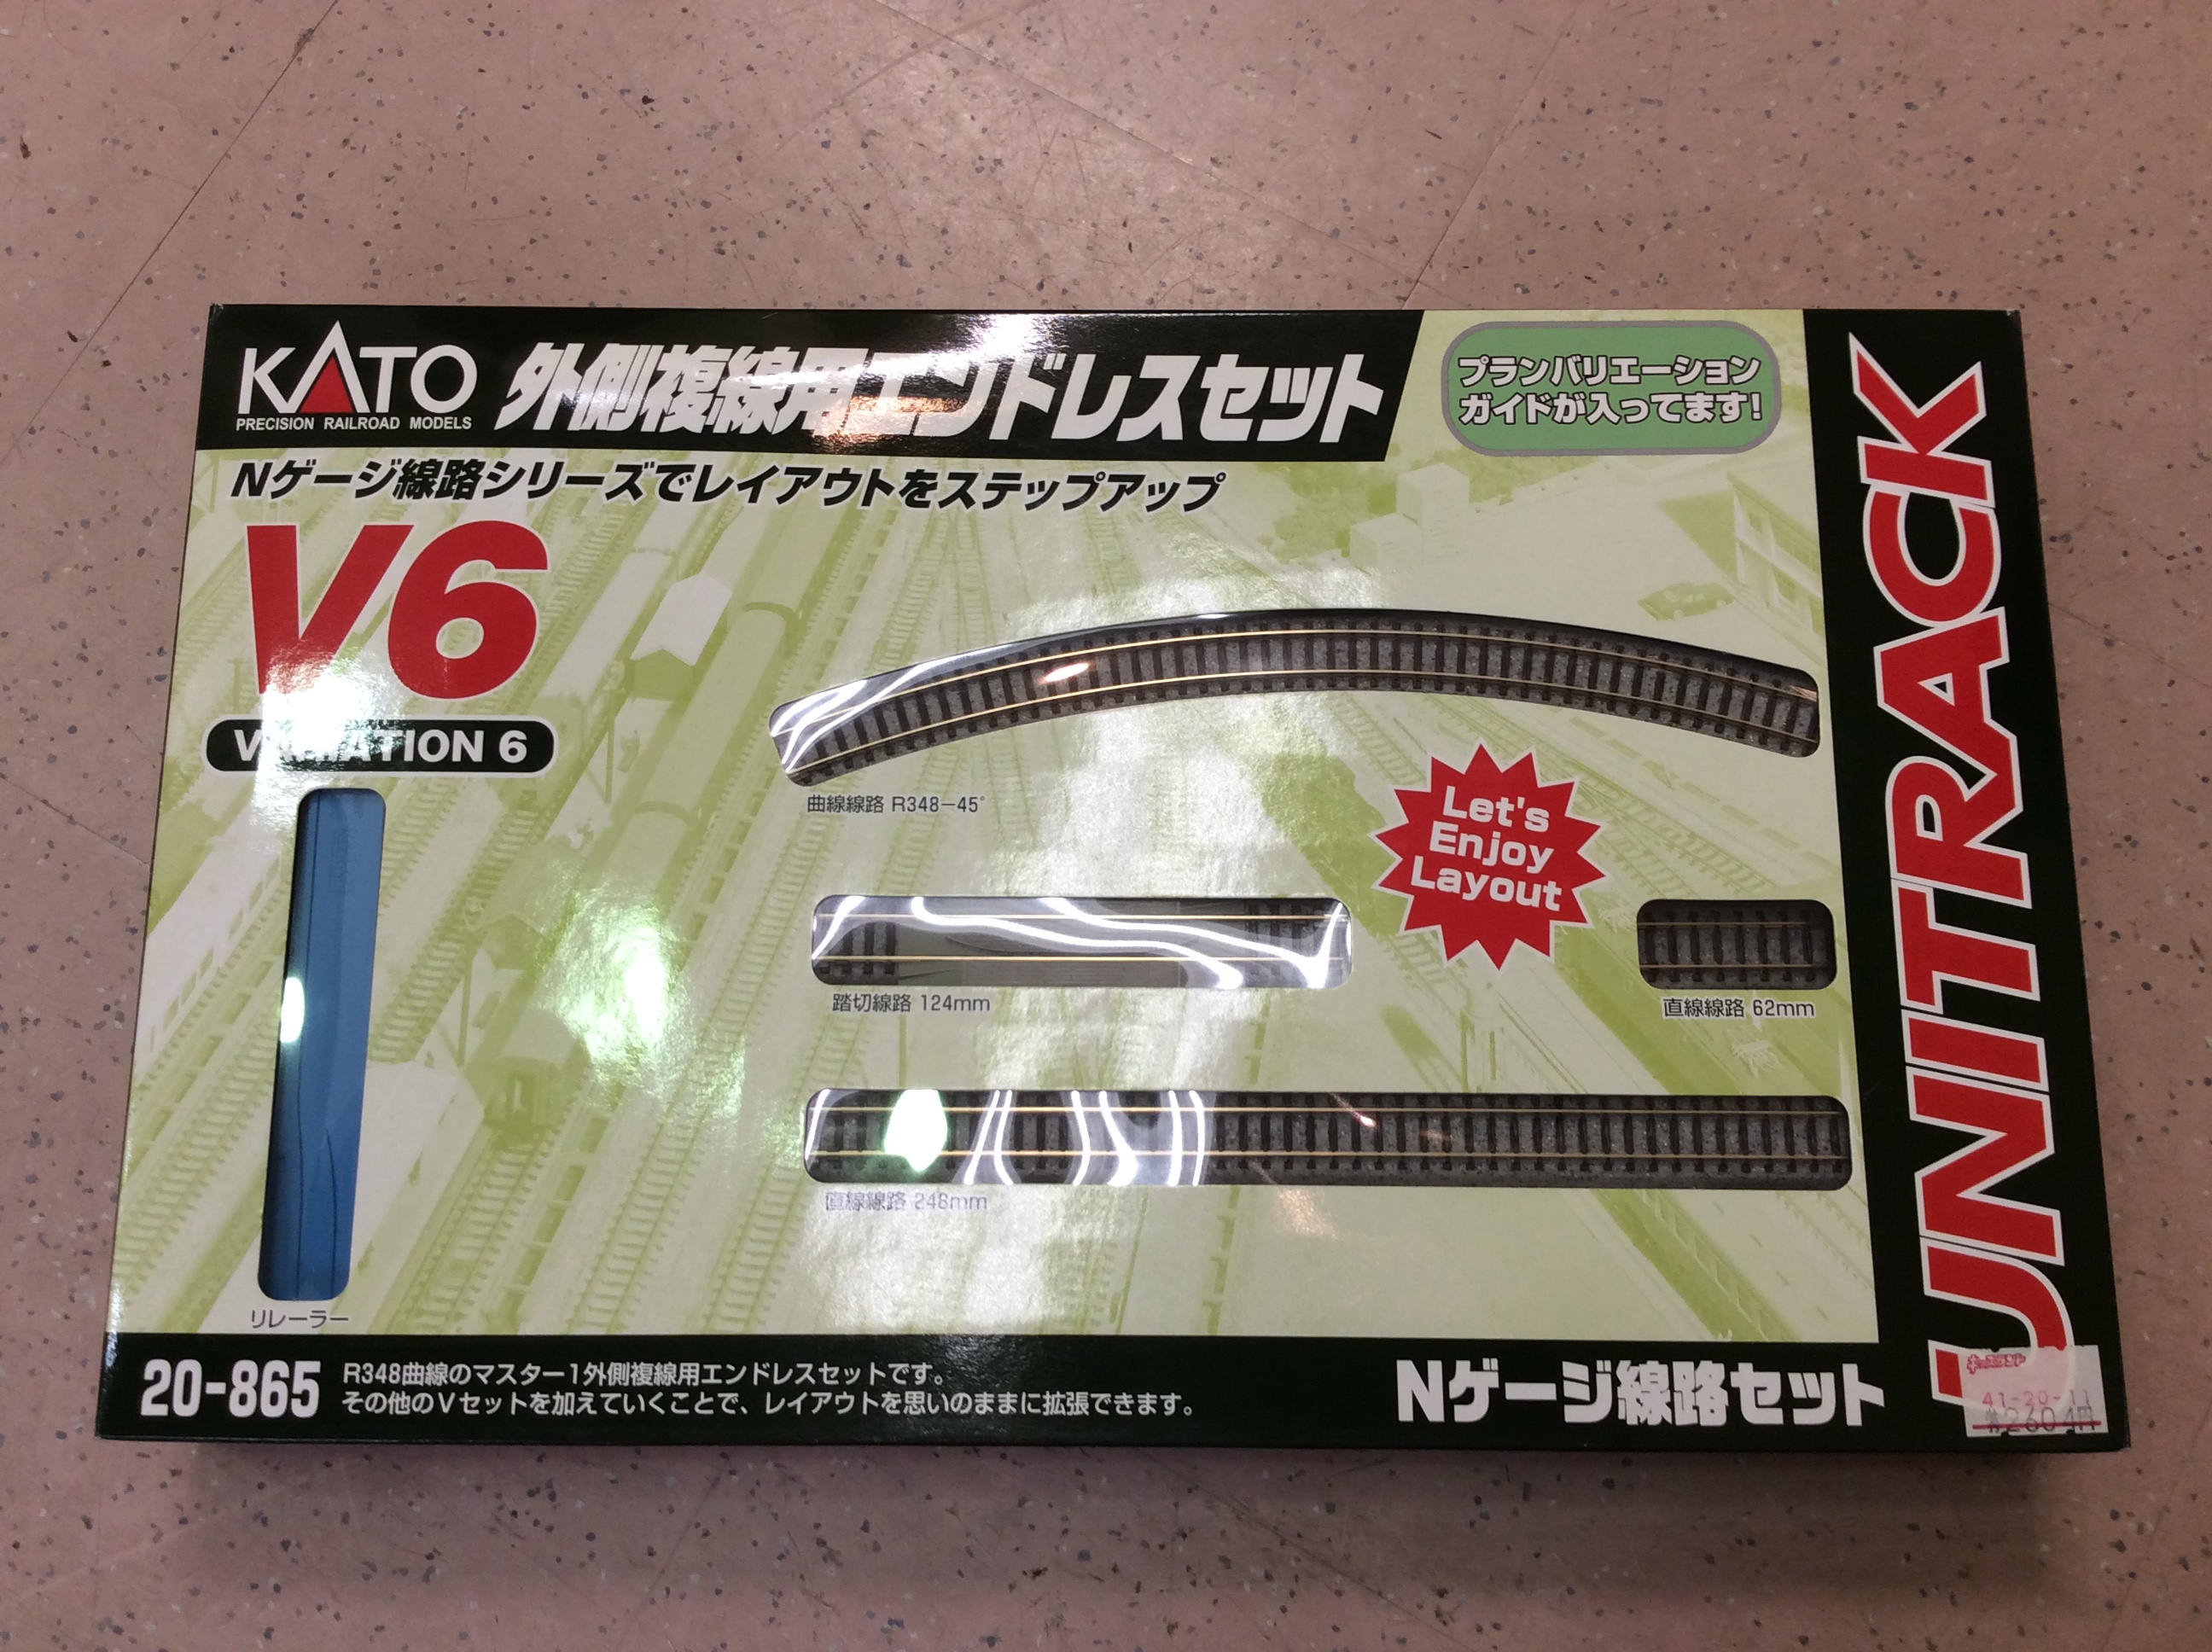 KATO
PRECISION RAILROAD MODELS
外側複線用エンドレスセット
プランバリエーション
ガイドが入ってます!
Nゲージ線路シリーズでレイアウトをステップアップ
V6
VARIATION 6
曲線線路 R348-45°
Let's
Enjoy
Layout
踏切線路 124mm
直線線路 62mm
直線線路 248mm
リレーラー
20-865
R348曲線のマスター1外側複線用エンドレスセットです。
その他のVセットを加えていくことで、レイアウトを思いのままに拡張できます。
Nゲージ線路セット
UNITRACK
41-20-11